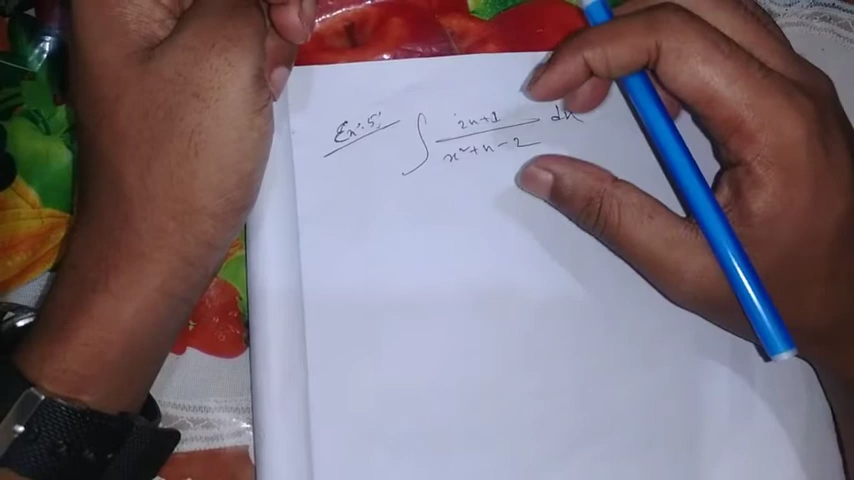 Ex: 5; ∫ 2x+1 / x²+x-2 dx